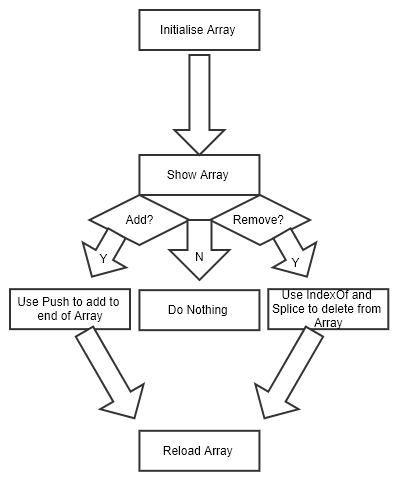 Initialise Array
Show Array
Add?
Remove?
Y
N
Y
Use Push to add to
end of Array
Do Nothing
Use IndexOf and
Splice to delete from
Array
Reload Array